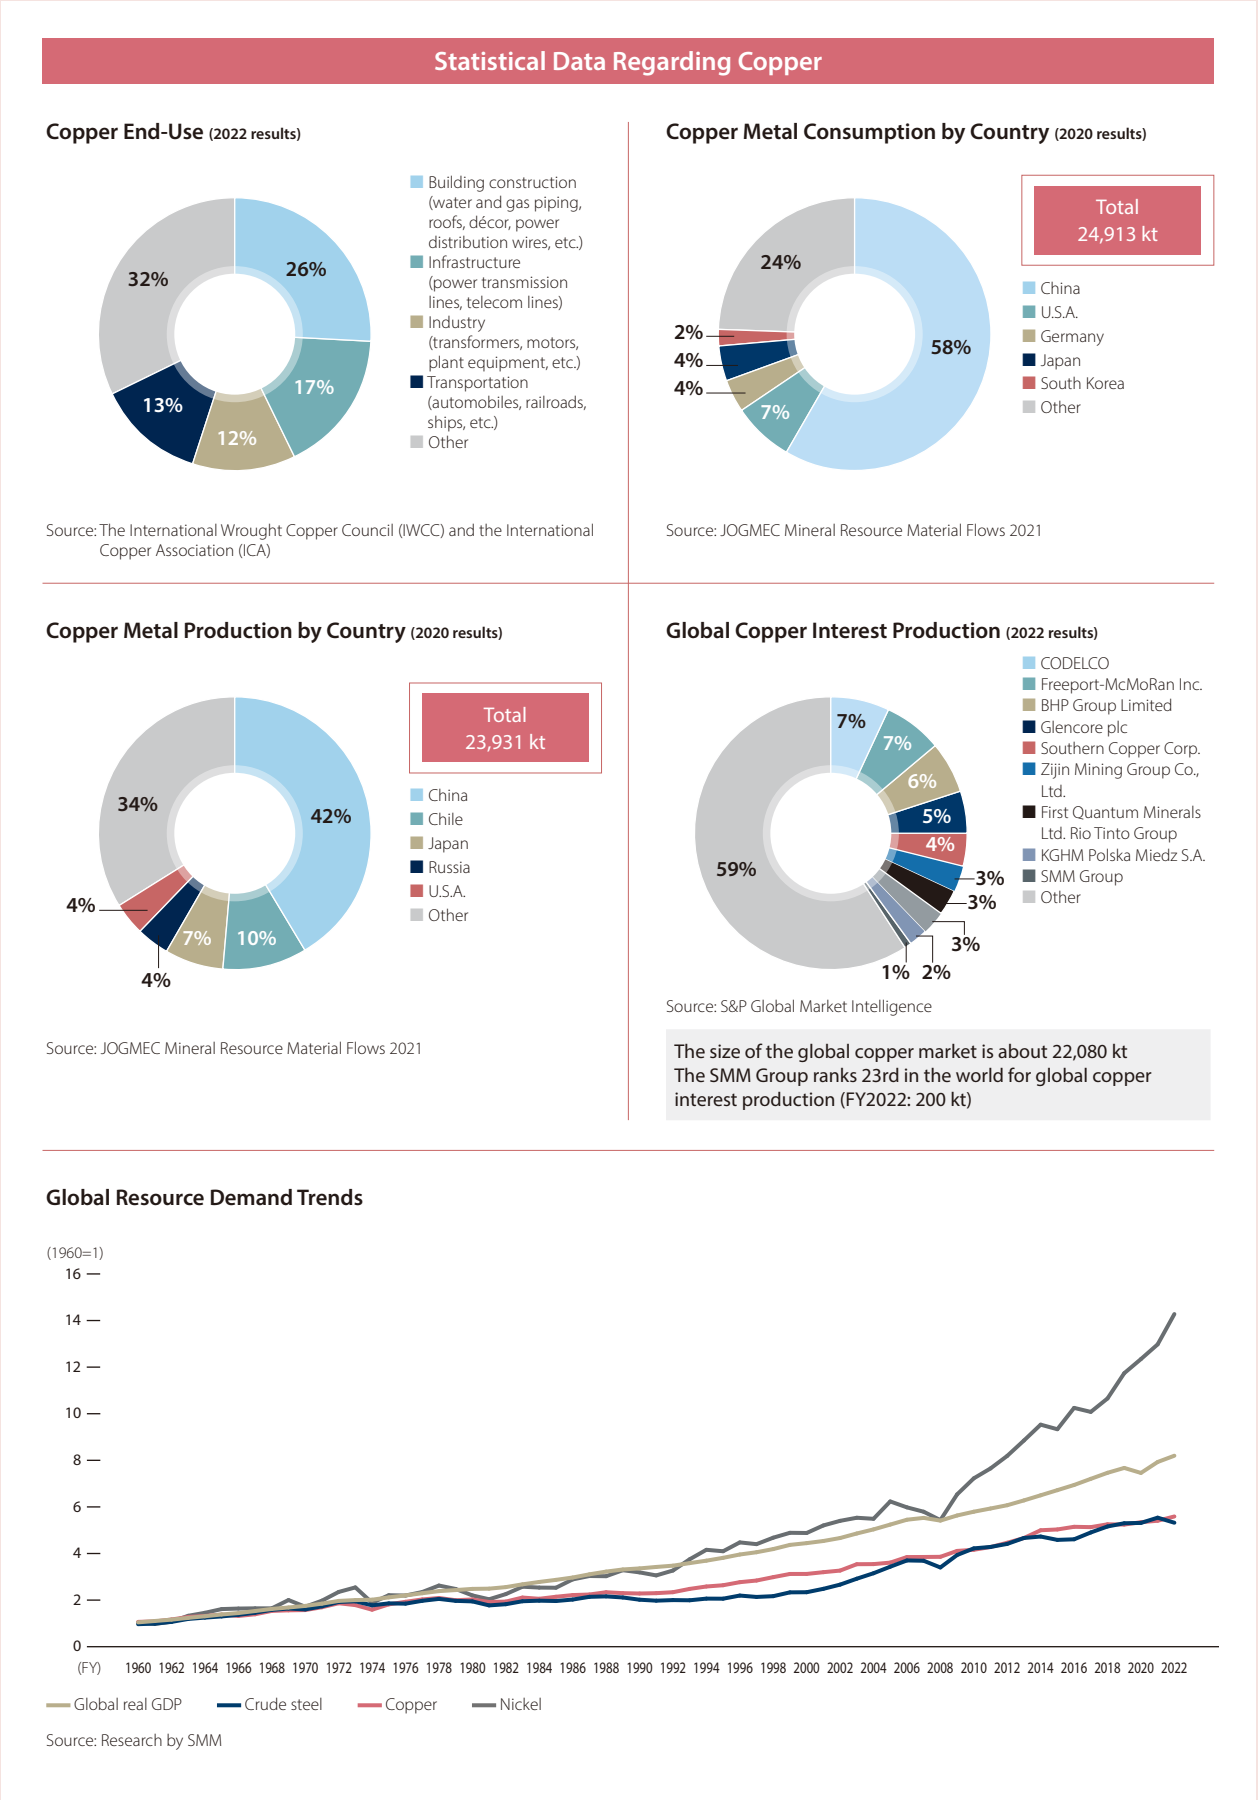 Statistical Data Regarding Copper
Copper End-Use (2022 results)
26%
17%
12%
13%
32%
Building construction
(water and gas piping,
roofs, décor, power
distribution wires, etc.)
Infrastructure
(power transmission
lines, telecom lines)
Industry
(transformers, motors,
plant equipment, etc.)
Transportation
(automobiles, railroads,
ships, etc.)
Other
Source: The International Wrought Copper Council (IWCC) and the International
Copper Association (ICA)
Copper Metal Consumption by Country (2020 results)
58%
7%
4%
4%
2%
24%
Total
24,913 kt
China
U.S.A.
Germany
Japan
South Korea
Other
Source: JOGMEC Mineral Resource Material Flows 2021
Copper Metal Production by Country (2020 results)
42%
10%
7%
4%
4%
34%
Total
23,931 kt
China
Chile
Japan
Russia
U.S.A.
Other
Source: JOGMEC Mineral Resource Material Flows 2021
Global Copper Interest Production (2022 results)
7%
7%
6%
5%
4%
3%
3%
3%
2%
1%
59%
CODELCO
Freeport-McMoRan Inc.
BHP Group Limited
Glencore plc
Southern Copper Corp.
Zijin Mining Group Co.,
Ltd.
First Quantum Minerals
Ltd. Rio Tinto Group
KGHM Polska Miedz S.A.
SMM Group
Other
Source: S&P Global Market Intelligence
The size of the global copper market is about 22,080 kt
The SMM Group ranks 23rd in the world for global copper
interest production (FY2022: 200 kt)
Global Resource Demand Trends
(1960=1)
16
14
12
10
8
6
4
2
0
(FY) 1960 1962 1964 1966 1968 1970 1972 1974 1976 1978 1980 1982 1984 1986 1988 1990 1992 1994 1996 1998 2000 2002 2004 2006 2008 2010 2012 2014 2016 2018 2020 2022
Global real GDP Crude steel Copper Nickel
Source: Research by SMM